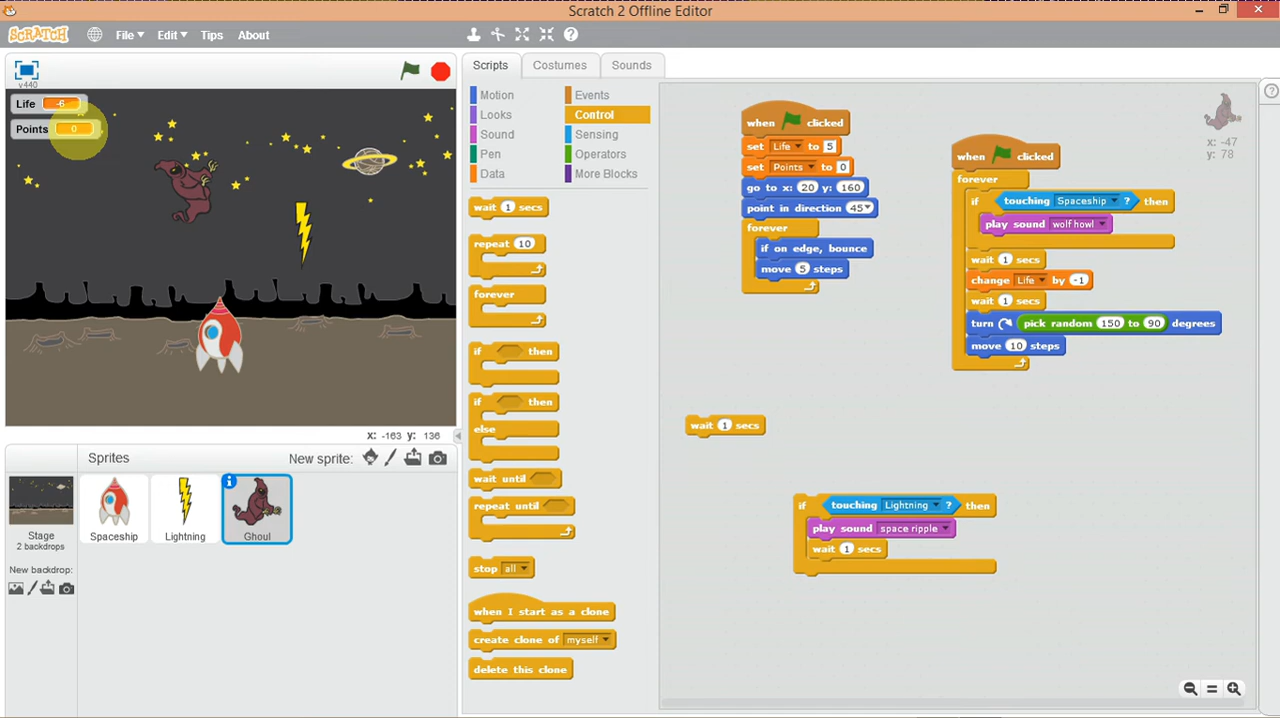 Scratch 2 Offline Editor
SCRATCH File Edit Tips About
v440
Life -6
Points 0
x: -163 y: 136
Sprites New sprite:
Stage
2 backdrops
New backdrop:
Spaceship
Lightning
Ghoul
Scripts Costumes Sounds
Motion Events
Looks Control
Sound Sensing
Pen Operators
Data More Blocks
wait 1 secs
repeat 10
forever
if then
if then
else
wait until
repeat until
stop all
when I start as a clone
create clone of myself
delete this clone
when clicked
set Life to 5
set Points to 0
go to x: 20 y: 160
point in direction 45
forever
if on edge, bounce
move 5 steps
when clicked
forever
if touching Spaceship ? then
play sound wolf howl
wait 1 secs
change Life by -1
wait 1 secs
turn pick random 150 to 90 degrees
move 10 steps
x: -47
y: 78
wait 1 secs
if touching Lightning ? then
play sound space ripple
wait 1 secs